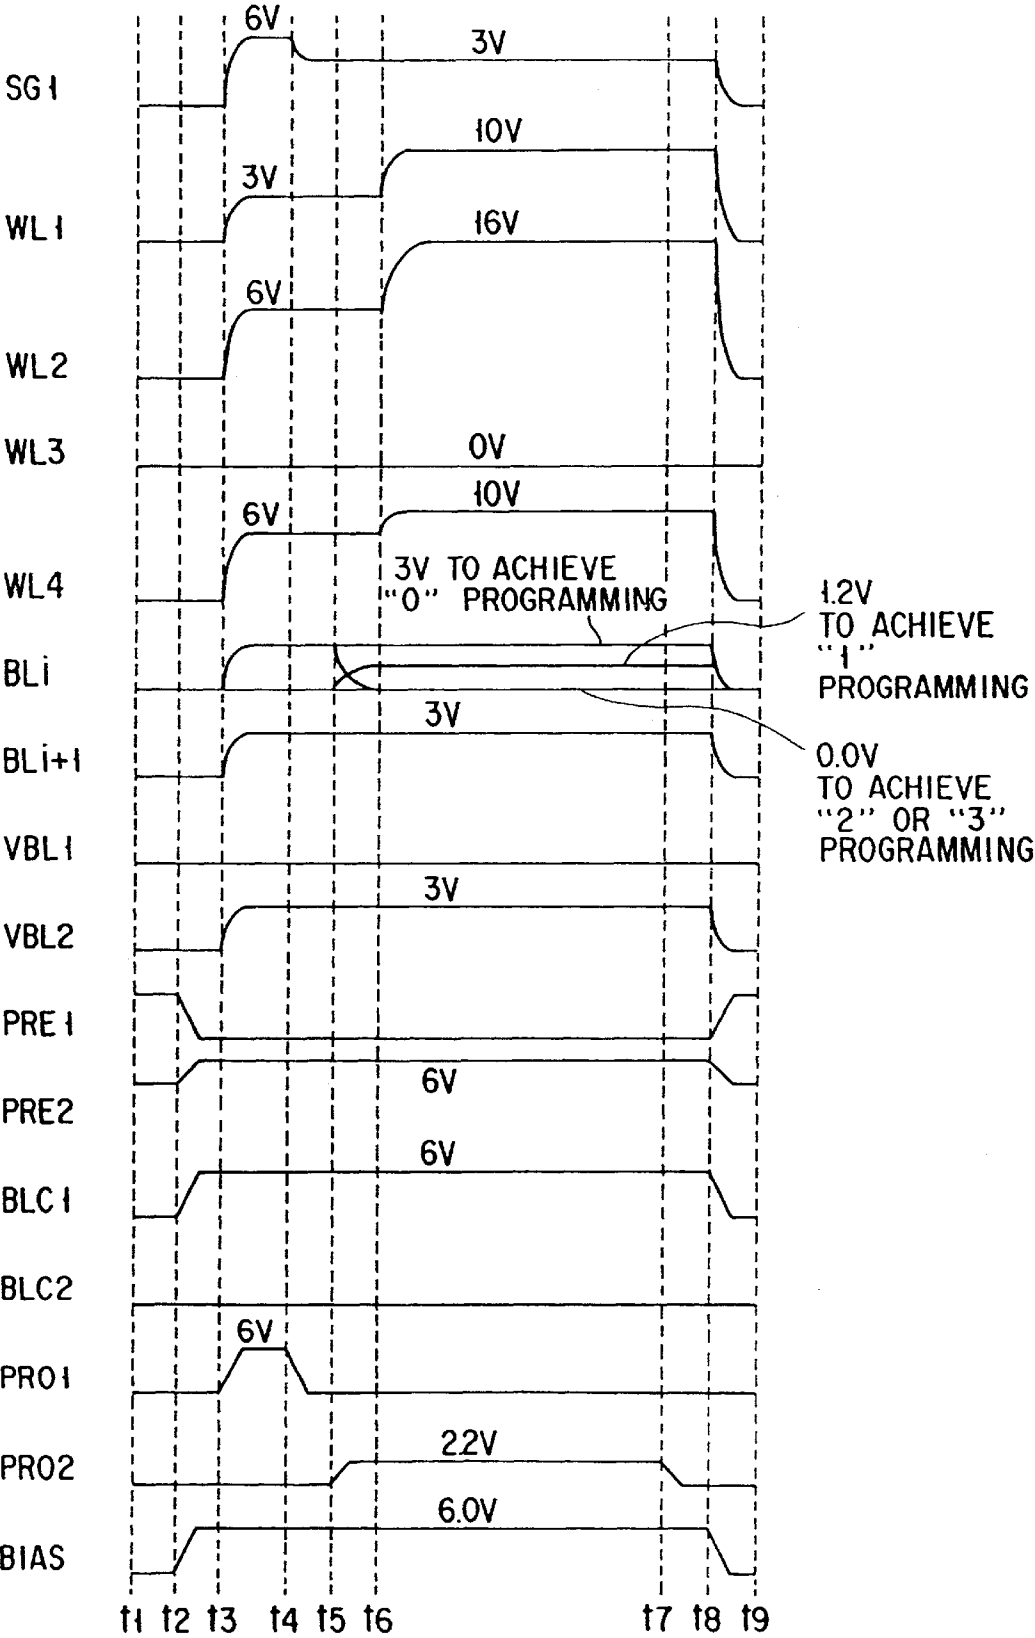 6V
3V
SG1
10V
3V
WL1
16V
6V
WL2
WL3
0V
10V
6V
WL4
3V TO ACHIEVE
"0" PROGRAMMING
1.2V
TO ACHIEVE
"1"
PROGRAMMING
BLi
3V
BLi+1
0.0V
TO ACHIEVE
"2" OR "3"
PROGRAMMING
VBL1
3V
VBL2
PRE1
6V
PRE2
6V
BLC1
BLC2
6V
PRO1
2.2V
PRO2
6.0V
BIAS
t1 t2 t3 t4 t5 t6 t7 t8 t9